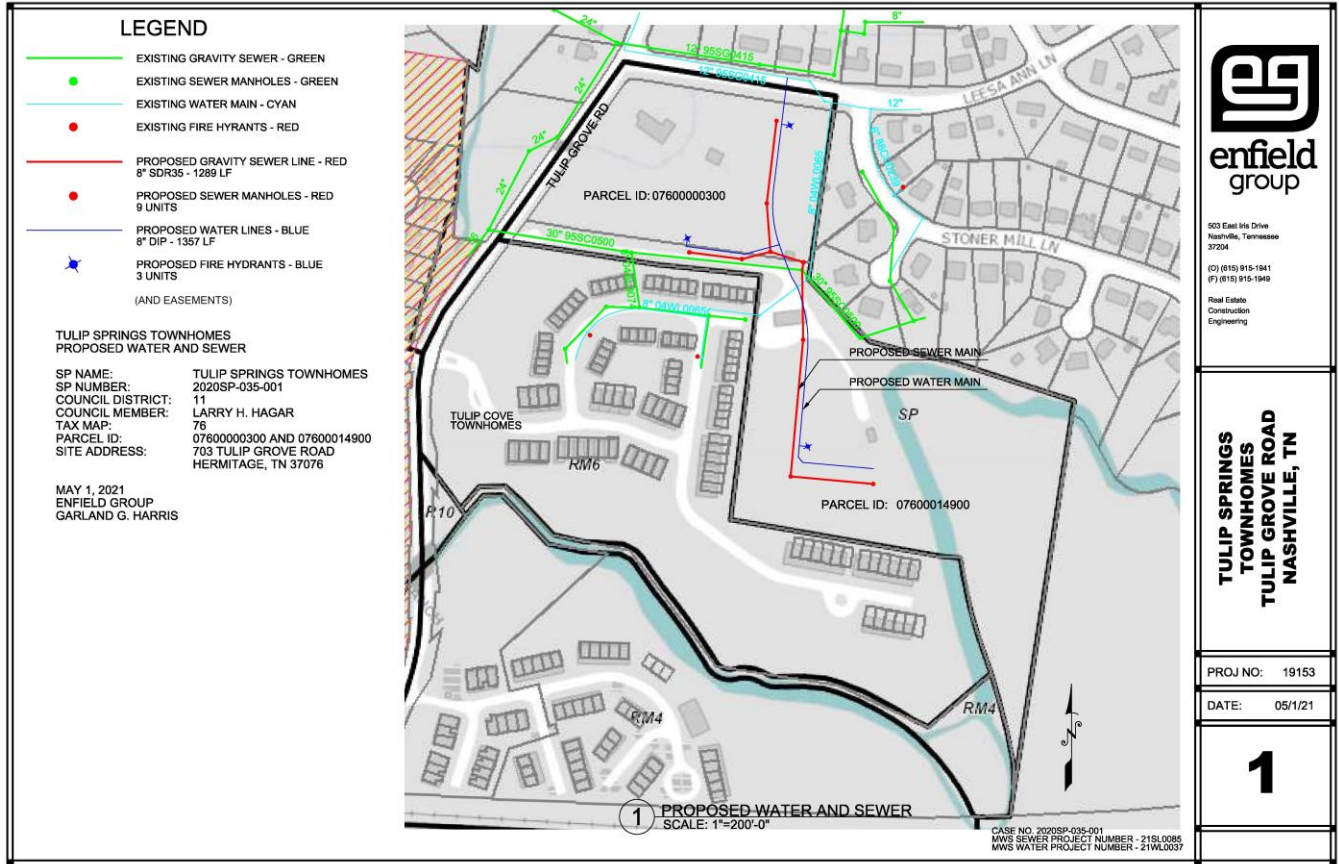 LEGEND
EXISTING GRAVITY SEWER - GREEN
EXISTING SEWER MANHOLES - GREEN
EXISTING WATER MAIN - CYAN
EXISTING FIRE HYRANTS - RED
PROPOSED GRAVITY SEWER LINE - RED
8" SDR35 - 1289 LF
PROPOSED SEWER MANHOLES - RED
9 UNITS
PROPOSED WATER LINES - BLUE
8" DIP - 1357 LF
PROPOSED FIRE HYDRANTS - BLUE
3 UNITS
(AND EASEMENTS)
TULIP SPRINGS TOWNHOMES
PROPOSED WATER AND SEWER
SP NAME: TULIP SPRINGS TOWNHOMES
SP NUMBER: 2020SP-035-001
COUNCIL DISTRICT: 11
COUNCIL MEMBER: LARRY H. HAGAR
TAX MAP: 76
PARCEL ID: 07600000300 AND 07600014900
SITE ADDRESS: 703 TULIP GROVE ROAD
HERMITAGE, TN 37076
MAY 1, 2021
ENFIELD GROUP
GARLAND G. HARRIS
24"
8"
12" 95SG0415
12" 95SG0415
24"
LEESA ANN LN
12"
24"
TULIP GROVE RD
24"
PARCEL ID: 07600000300
8" 04WL0065
30" 95SC0500
STONER MILL LN
8" 04WL0065
PROPOSED SEWER MAIN
PROPOSED WATER MAIN
SP
TULIP COVE
TOWNHOMES
RM6
R10
PARCEL ID: 07600014900
RM4
RM4
N
1
PROPOSED WATER AND SEWER
SCALE: 1"=200'-0"
CASE NO. 2020SP-035-001
MWS SEWER PROJECT NUMBER - 21SL0085
MWS WATER PROJECT NUMBER - 21WL0037
eg
enfield
group
503 East Iris Drive
Nashville, Tennessee
37204
(O) (615) 915-1941
(F) (615) 915-1949
Real Estate
Construction
Engineering
TULIP SPRINGS
TOWNHOMES
TULIP GROVE ROAD
NASHVILLE, TN
PROJ NO: 19153
DATE: 05/1/21
1